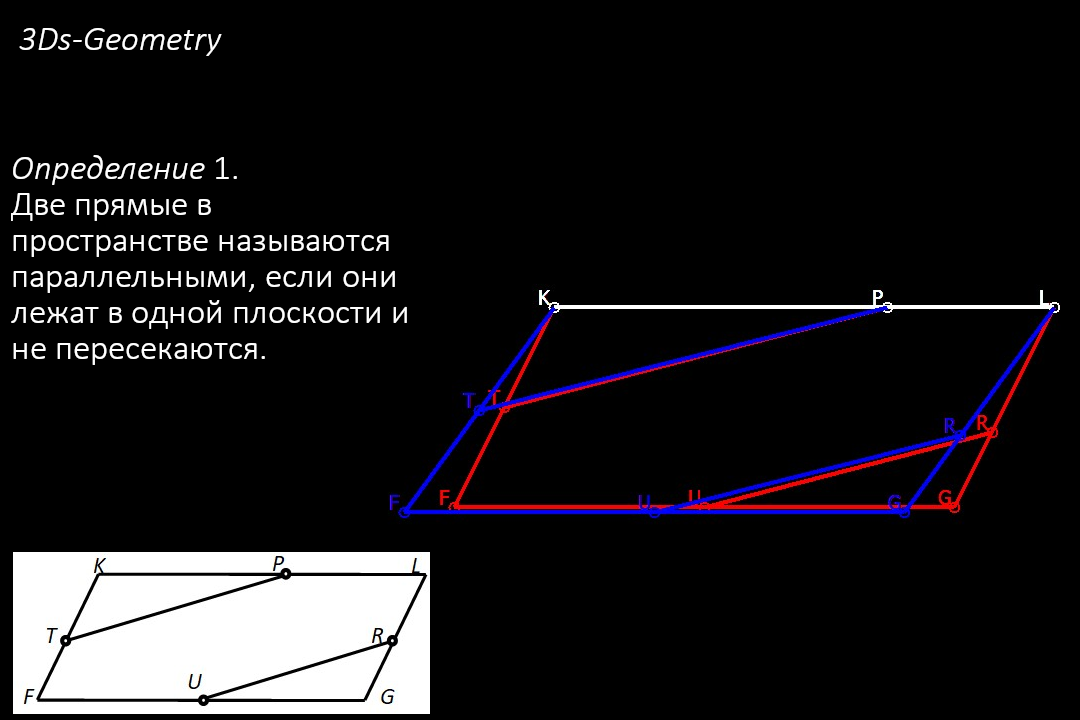 3Ds-Geometry
Определение 1.
Две прямые в
пространстве называются
параллельными, если они
лежат в одной плоскости и
не пересекаются.
K P L
T T
R R
F F U U G G
K P L
T R
U
F G